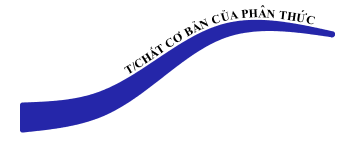 T/CHẤT CƠ BẢN CỦA PHÂN THỨC